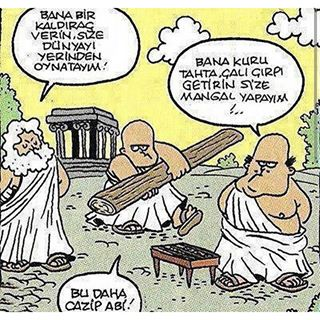 BANA BİR
KALDIRAÇ
VERİN, SİZE
DÜNYAYI
YERİNDEN
OYNATAYIM!
BANA KURU
TAHTA, ÇALI ÇIRPI
GETİRİN SİZE
MANGAL YAPAYIM
!...
BU DAHA
CAZİP ABİ!